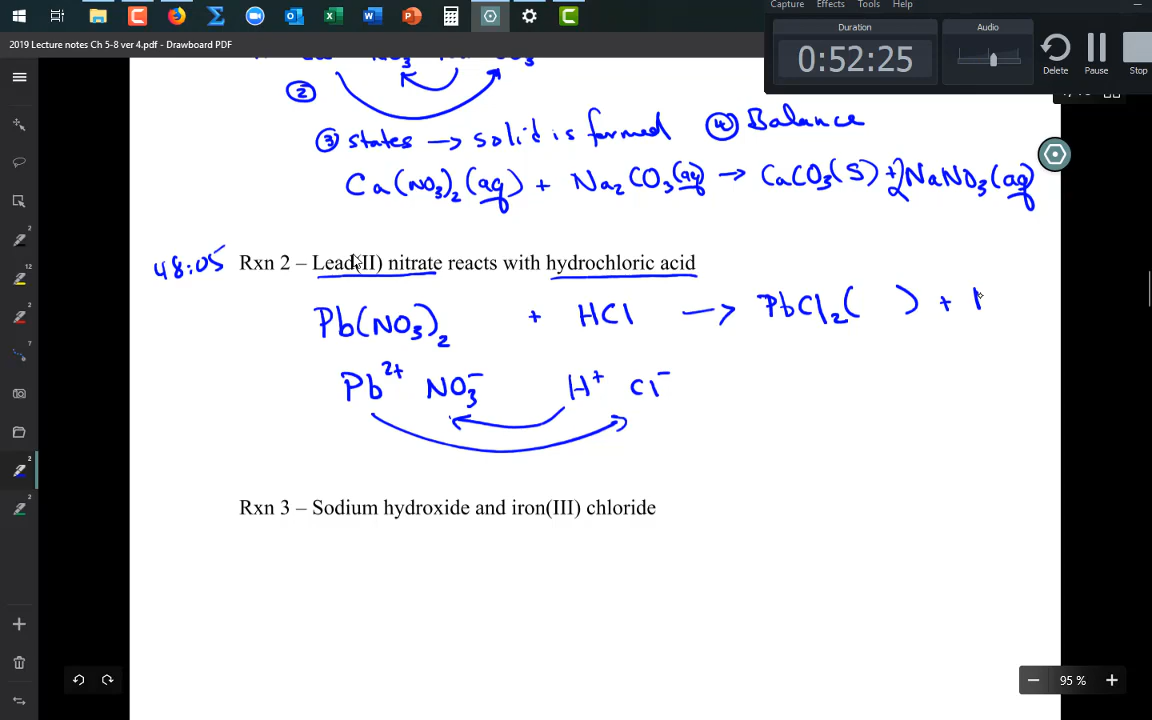 Capture Effects Tools Help
2019 Lecture notes Ch 5-8 ver 4.pdf - Drawboard PDF
Duration
Audio
0:52:25
Delete Pause Stop
②
③ states → solid is formed ④ Balance
Ca(NO₃)₂(aq) + Na₂CO₃(aq) → CaCO₃(S) + 2NaNO₃(aq)
48:05 Rxn 2 – Lead(II) nitrate reacts with hydrochloric acid
Pb(NO₃)₂ + HCl → PbCl₂( ) +
Pb²⁺ NO₃⁻ H⁺ Cl⁻
Rxn 3 – Sodium hydroxide and iron(III) chloride
95 %